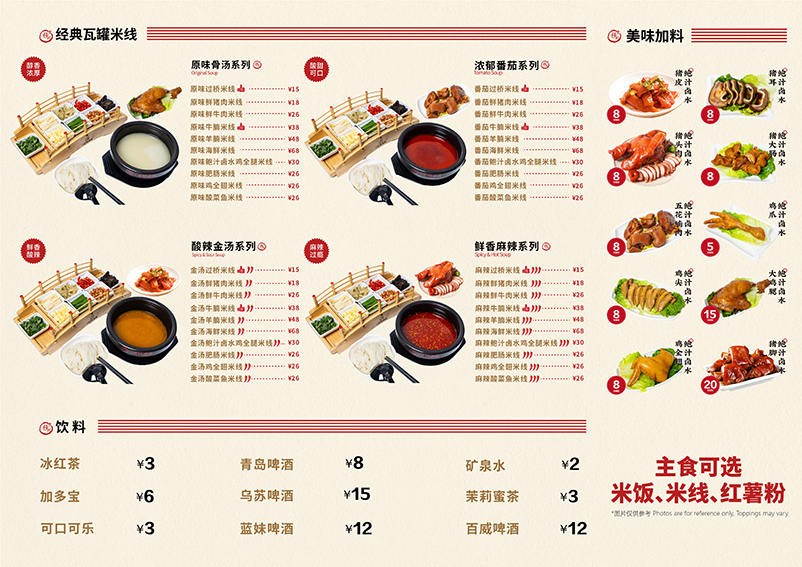 经典瓦罐米线
醇香
浓厚
原味骨汤系列
Original Soup
原味过桥米线 ¥15
原味鲜猪肉米线 ¥18
原味鲜牛肉米线 ¥26
原味牛腩米线 ¥38
原味羊腩米线 ¥48
原味海鲜米线 ¥68
原味鲍汁卤水鸡全腿米线 ¥30
原味肥肠米线 ¥26
原味鸡全翅米线 ¥26
原味酸菜鱼米线 ¥26
酸甜
可口
浓郁番茄系列
Tomato Soup
番茄过桥米线 ¥15
番茄鲜猪肉米线 ¥18
番茄鲜牛肉米线 ¥26
番茄牛腩米线 ¥38
番茄羊腩米线 ¥48
番茄海鲜米线 ¥68
番茄鲍汁卤水鸡全腿米线 ¥30
番茄肥肠米线 ¥26
番茄鸡全翅米线 ¥26
番茄酸菜鱼米线 ¥26
鲜香
酸辣
酸辣金汤系列
Spicy & Sour Soup
金汤过桥米线 ¥15
金汤鲜猪肉米线 ¥18
金汤鲜牛肉米线 ¥26
金汤牛腩米线 ¥38
金汤羊腩米线 ¥48
金汤海鲜米线 ¥68
金汤鲍汁卤水鸡全腿米线 ¥30
金汤肥肠米线 ¥26
金汤鸡全翅米线 ¥26
金汤酸菜鱼米线 ¥26
麻辣
过瘾
鲜香麻辣系列
Spicy & Hot Soup
麻辣过桥米线 ¥15
麻辣鲜猪肉米线 ¥18
麻辣鲜牛肉米线 ¥26
麻辣牛腩米线 ¥38
麻辣羊腩米线 ¥48
麻辣海鲜米线 ¥68
麻辣鲍汁卤水鸡全腿米线 ¥30
麻辣肥肠米线 ¥26
麻辣鸡全翅米线 ¥26
麻辣酸菜鱼米线 ¥26
美味加料
鲍汁卤水
猪皮
8
鲍汁卤水
猪耳
8
鲍汁卤水
猪头肉
8
鲍汁卤水
猪大肠
8
鲍汁卤水
五花腩肉
8
鲍汁卤水
鸡爪
5
鲍汁卤水
鸡尖
8
鲍汁卤水
大鸡腿
15
鲍汁卤水
鸡全翅
8
鲍汁卤水
猪脚
20
饮料
冰红茶 ¥3
青岛啤酒 ¥8
矿泉水 ¥2
加多宝 ¥6
乌苏啤酒 ¥15
茉莉蜜茶 ¥3
可口可乐 ¥3
蓝妹啤酒 ¥12
百威啤酒 ¥12
主食可选
米饭、米线、红薯粉
*图片仅供参考 Photos are for reference only, Toppings may vary